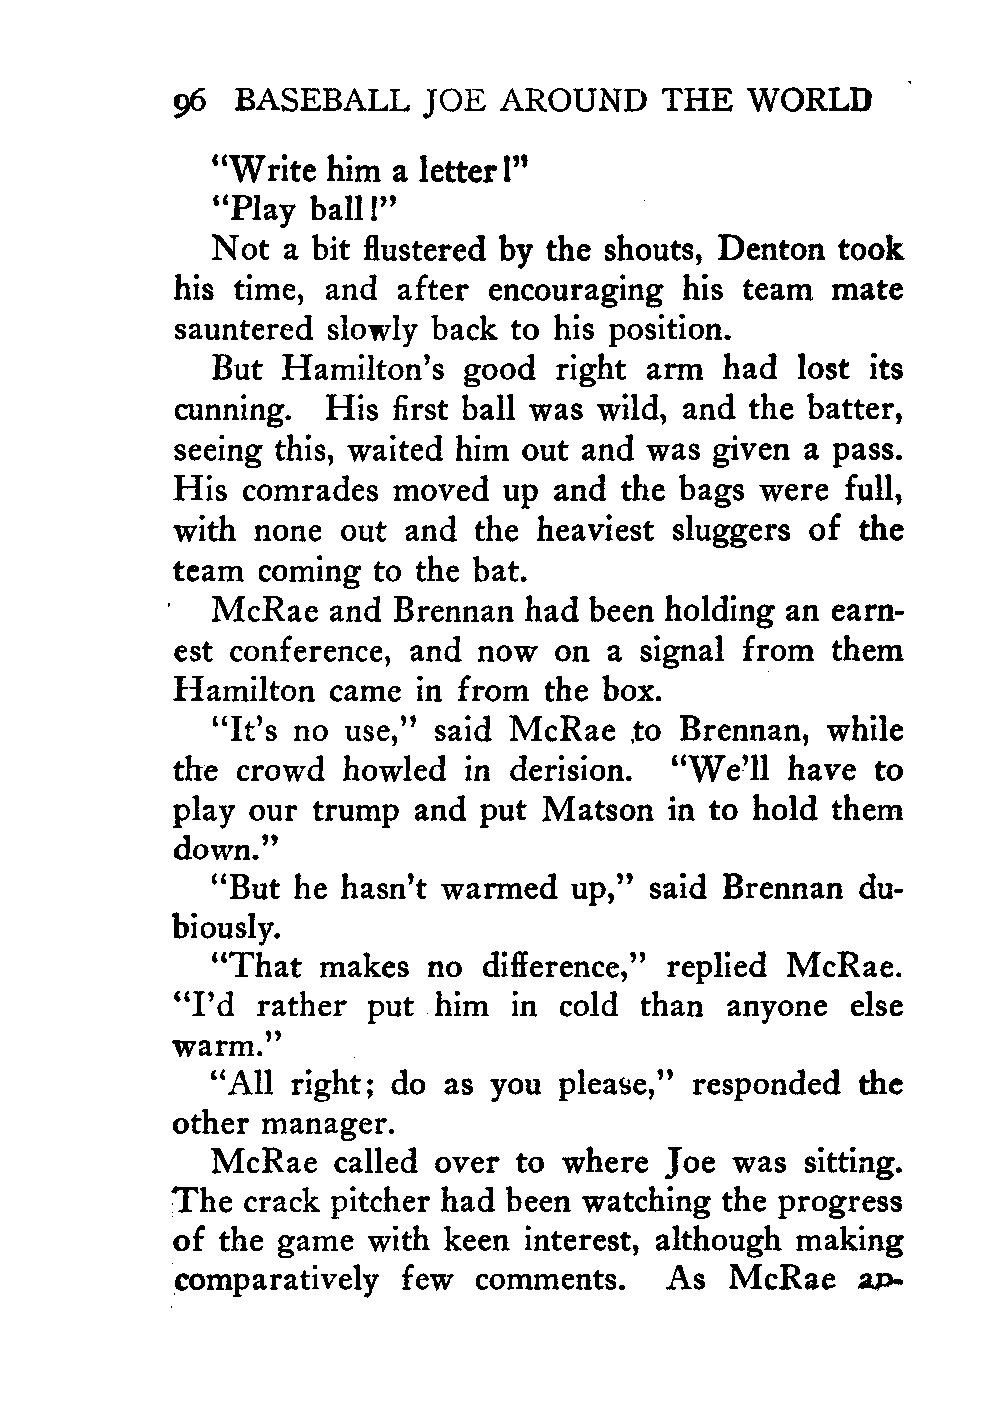 96 BASEBALL JOE AROUND THE WORLD
"Write him a letter!"
"Play ball!"
Not a bit flustered by the shouts, Denton took
his time, and after encouraging his team mate
sauntered slowly back to his position.
But Hamilton's good right arm had lost its
cunning. His first ball was wild, and the batter,
seeing this, waited him out and was given a pass.
His comrades moved up and the bags were full,
with none out and the heaviest sluggers of the
team coming to the bat.
McRae and Brennan had been holding an earn-
est conference, and now on a signal from them
Hamilton came in from the box.
"It's no use," said McRae to Brennan, while
the crowd howled in derision. "We'll have to
play our trump and put Matson in to hold them
down."
"But he hasn't warmed up," said Brennan du-
biously.
"That makes no difference," replied McRae.
"I'd rather put him in cold than anyone else
warm."
"All right; do as you please," responded the
other manager.
McRae called over to where Joe was sitting.
The crack pitcher had been watching the progress
of the game with keen interest, although making
comparatively few comments. As McRae ap-